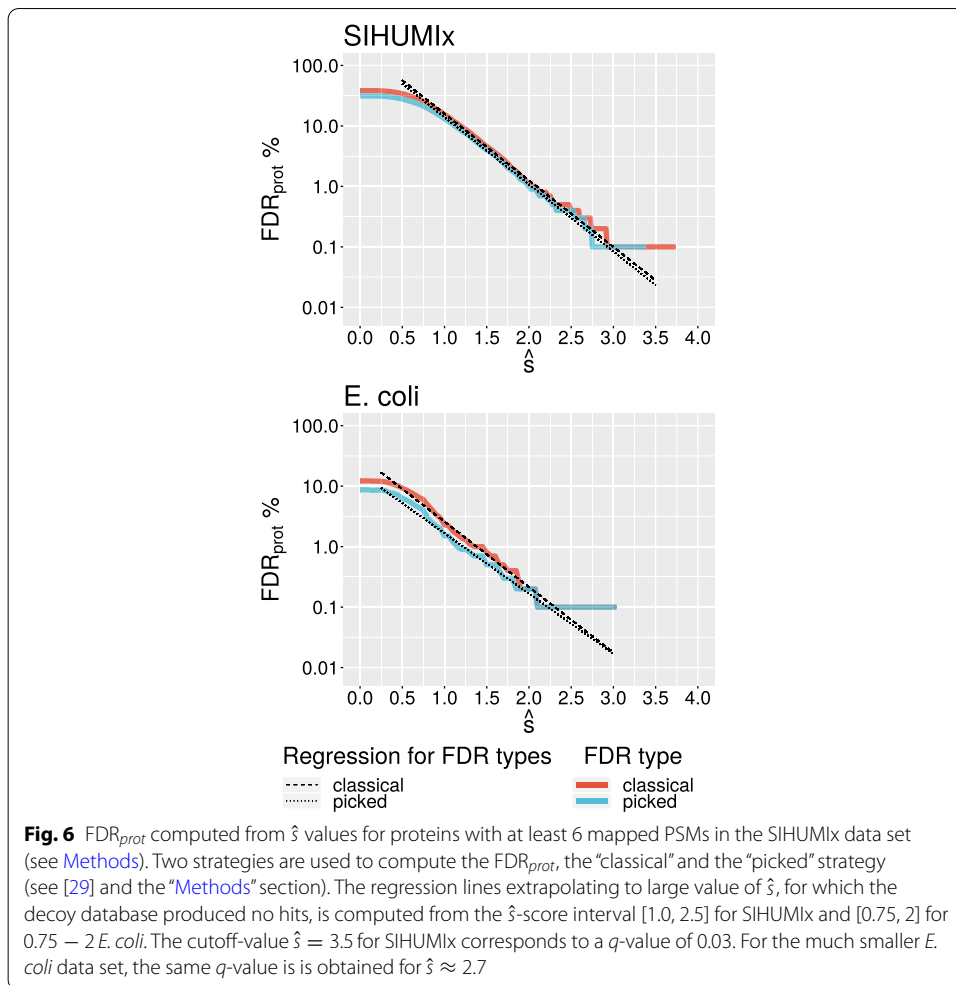 SIHUMIx
100.0
10.0
1.0
0.1
0.01
FDRprot %
0.0 0.5 1.0 1.5 2.0 2.5 3.0 3.5 4.0
ŝ
E. coli
100.0
10.0
1.0
0.1
0.01
FDRprot %
0.0 0.5 1.0 1.5 2.0 2.5 3.0 3.5 4.0
ŝ
Regression for FDR types
classical
picked
FDR type
classical
picked
Fig. 6 FDRprot computed from ŝ values for proteins with at least 6 mapped PSMs in the SIHUMIx data set
(see Methods). Two strategies are used to compute the FDRprot, the “classical” and the “picked” strategy
(see [29] and the “Methods” section). The regression lines extrapolating to large value of ŝ, for which the
decoy database produced no hits, is computed from the ŝ-score interval [1.0, 2.5] for SIHUMIx and [0.75, 2] for
0.75 − 2 E. coli. The cutoff-value ŝ = 3.5 for SIHUMIx corresponds to a q-value of 0.03. For the much smaller E.
coli data set, the same q-value is is obtained for ŝ ≈ 2.7